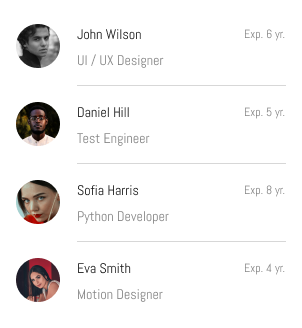 John Wilson Exp. 6 yr.
UI / UX Designer
Daniel Hill Exp. 5 yr.
Test Engineer
Sofia Harris Exp. 8 yr.
Python Developer
Eva Smith Exp. 4 yr.
Motion Designer